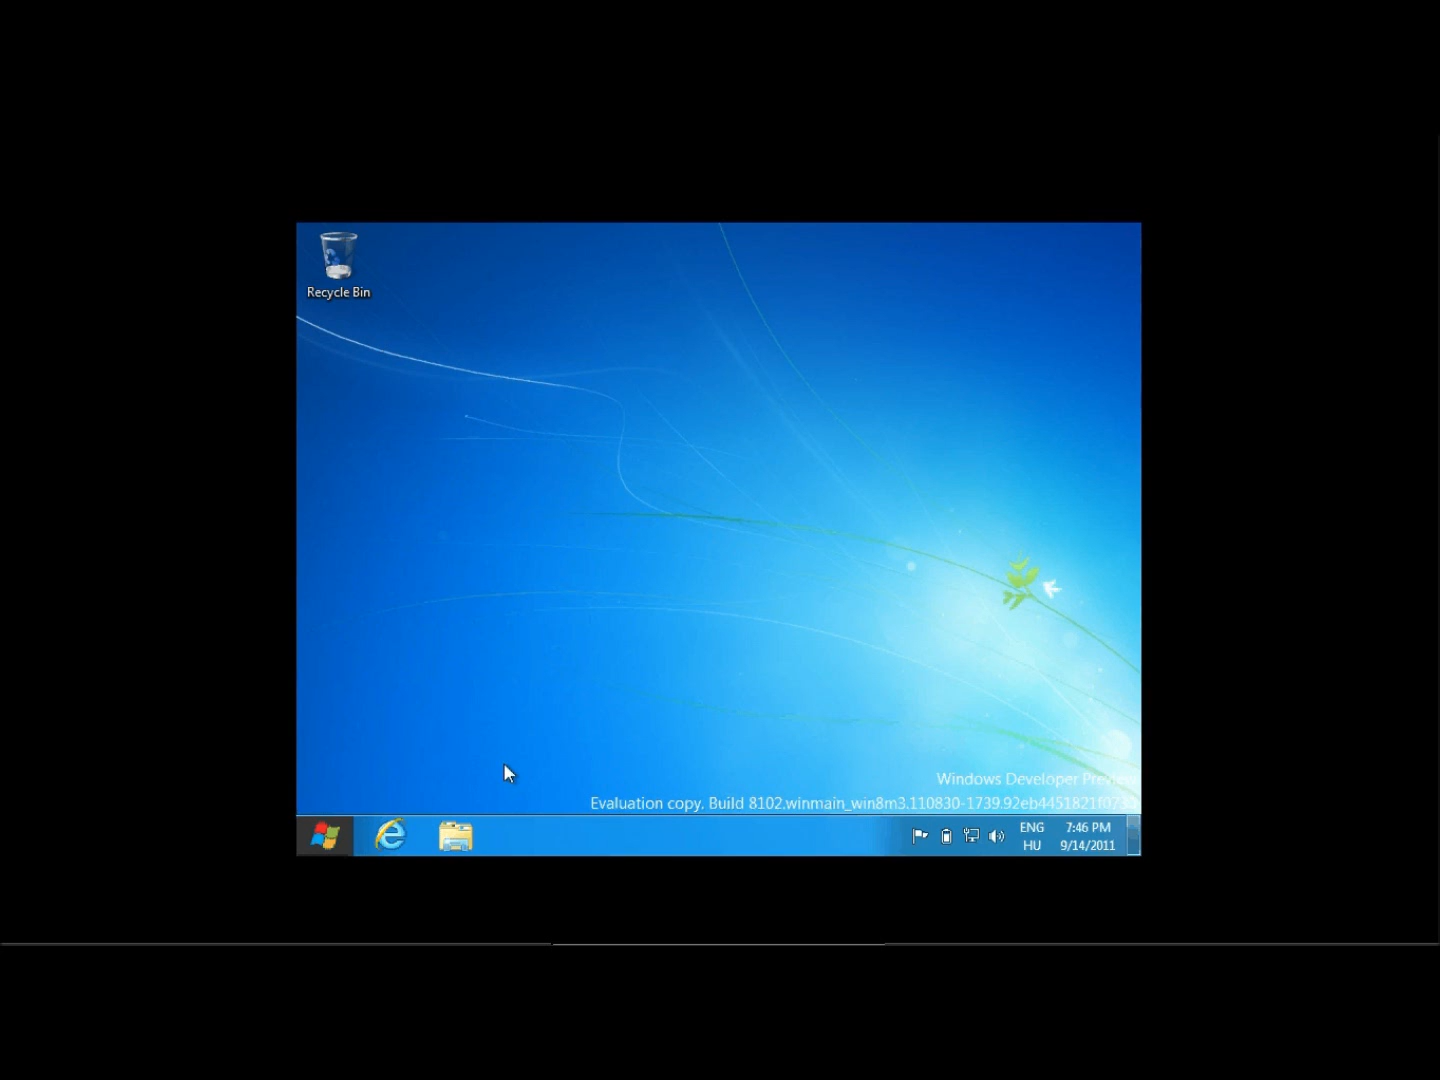 Recycle Bin
Windows Developer Preview
Evaluation copy. Build 8102.winmain_win8m3.110830-1739.92eb4451821f07
ENG
HU
7:46 PM
9/14/2011